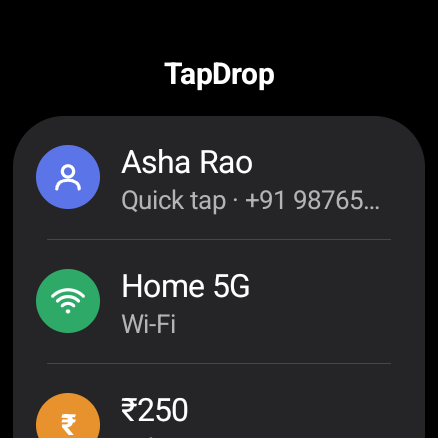 TapDrop
Asha Rao
Quick tap · +91 98765...
Home 5G
Wi-Fi
₹
₹250